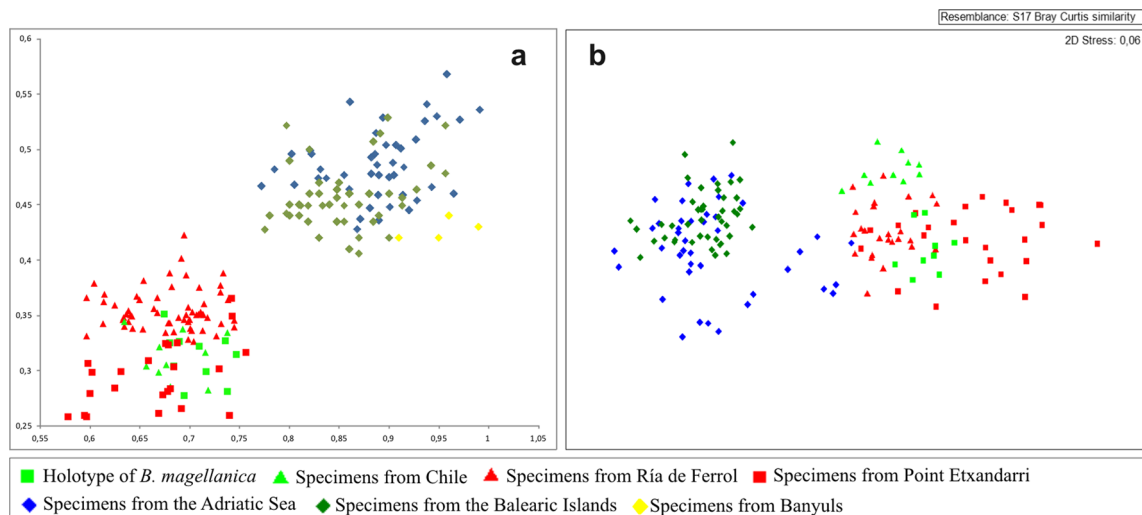 Resemblance: S17 Bray Curtis similarity
2D Stress: 0,06
a
b
0,6
0,55
0,5
0,45
0,4
0,35
0,3
0,25
0,55 0,6 0,65 0,7 0,75 0,8 0,85 0,9 0,95 1 1,05
Holotype of B. magellanica Specimens from Chile Specimens from Ría de Ferrol Specimens from Point Etxandarri
Specimens from the Adriatic Sea Specimens from the Balearic Islands Specimens from Banyuls